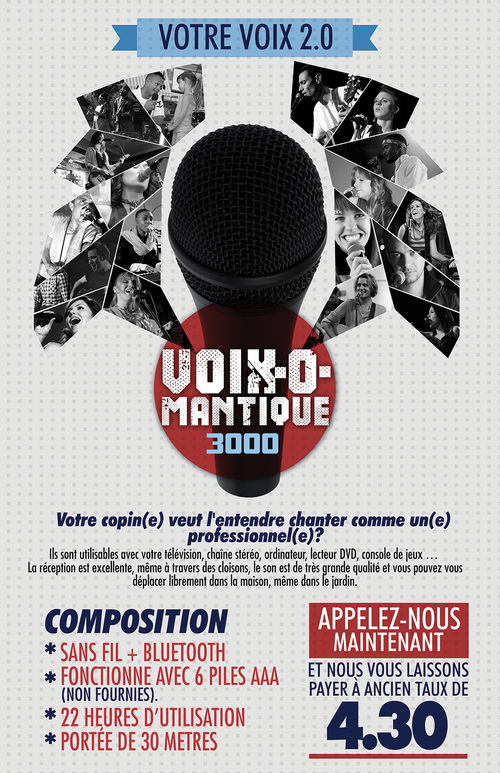 VOTRE VOIX 2.0
VOIX-O-
MANTIQUE
3000
Votre copin(e) veut l'entendre chanter comme un(e)
professionnel(e)?
Ils sont utilisables avec votre télévision, chaîne stéréo, ordinateur, lecteur DVD, console de jeux ...
La réception est excellente, même à travers des cloisons, le son est de très grande qualité et vous pouvez vous
déplacer librement dans la maison, même dans le jardin.
COMPOSITION
* SANS FIL + BLUETOOTH
* FONCTIONNE AVEC 6 PILES AAA
(NON FOURNIES).
* 22 HEURES D'UTILISATION
* PORTÉE DE 30 METRES
APPELEZ-NOUS
MAINTENANT
ET NOUS VOUS LAISSONS
PAYER À ANCIEN TAUX DE
4.30